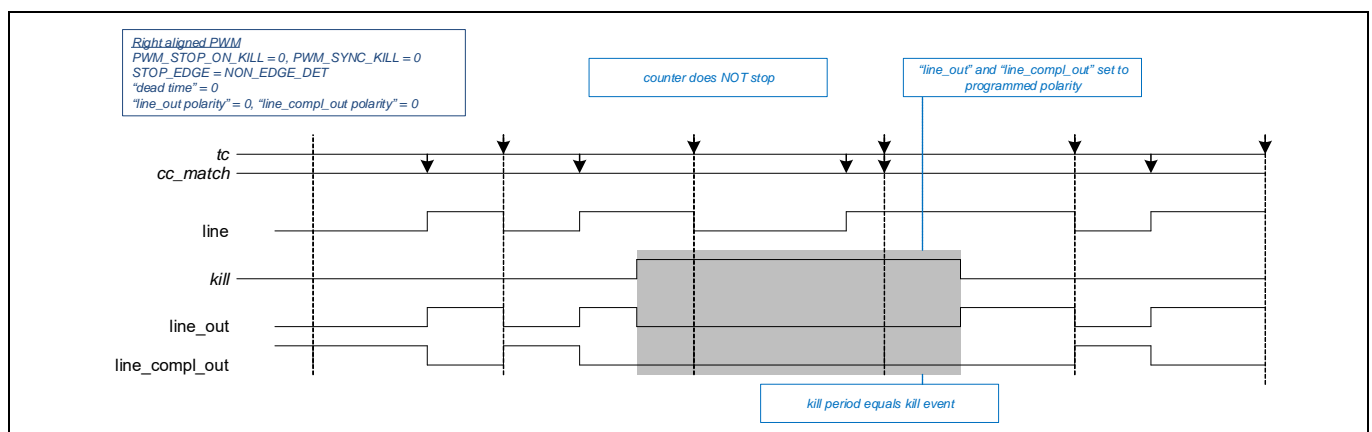 Right aligned PWM
PWM_STOP_ON_KILL = 0, PWM_SYNC_KILL = 0
STOP_EDGE = NON_EDGE_DET
“dead time” = 0
“line_out polarity” = 0, “line_compl_out polarity” = 0
counter does NOT stop
“line_out” and “line_compl_out” set to
programmed polarity
tc
cc_match
line
kill
line_out
line_compl_out
kill period equals kill event